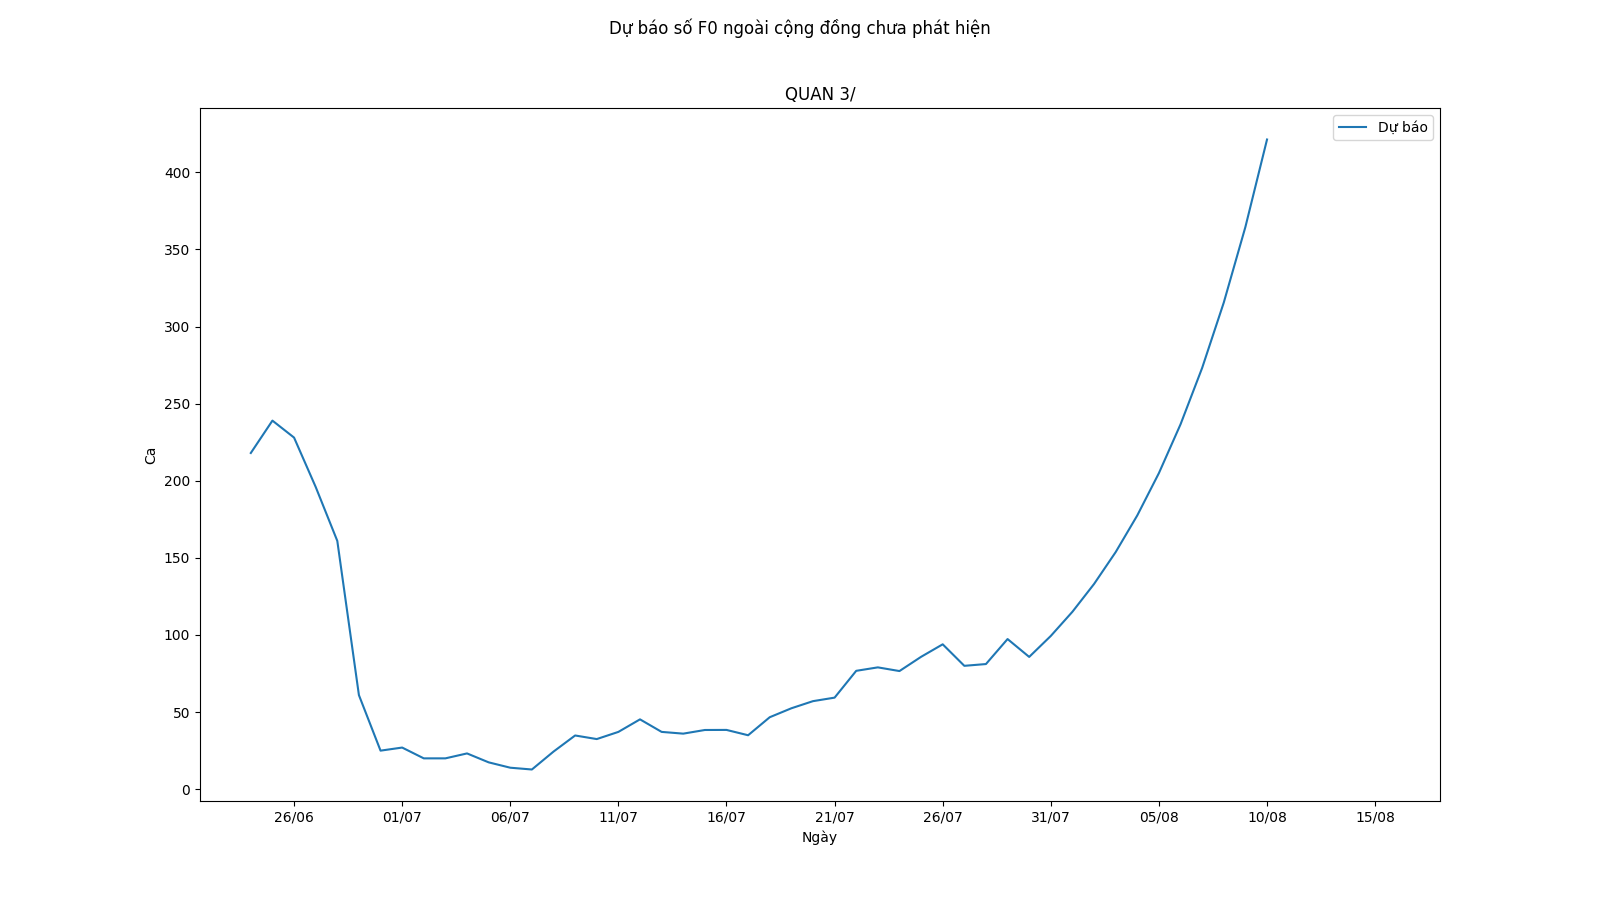 Dự báo số F0 ngoài cộng đồng chưa phát hiện
QUAN 3/
Dự báo
400
350
300
250
200
150
100
50
0
Ca
26/06 01/07 06/07 11/07 16/07 21/07 26/07 31/07 05/08 10/08 15/08
Ngày